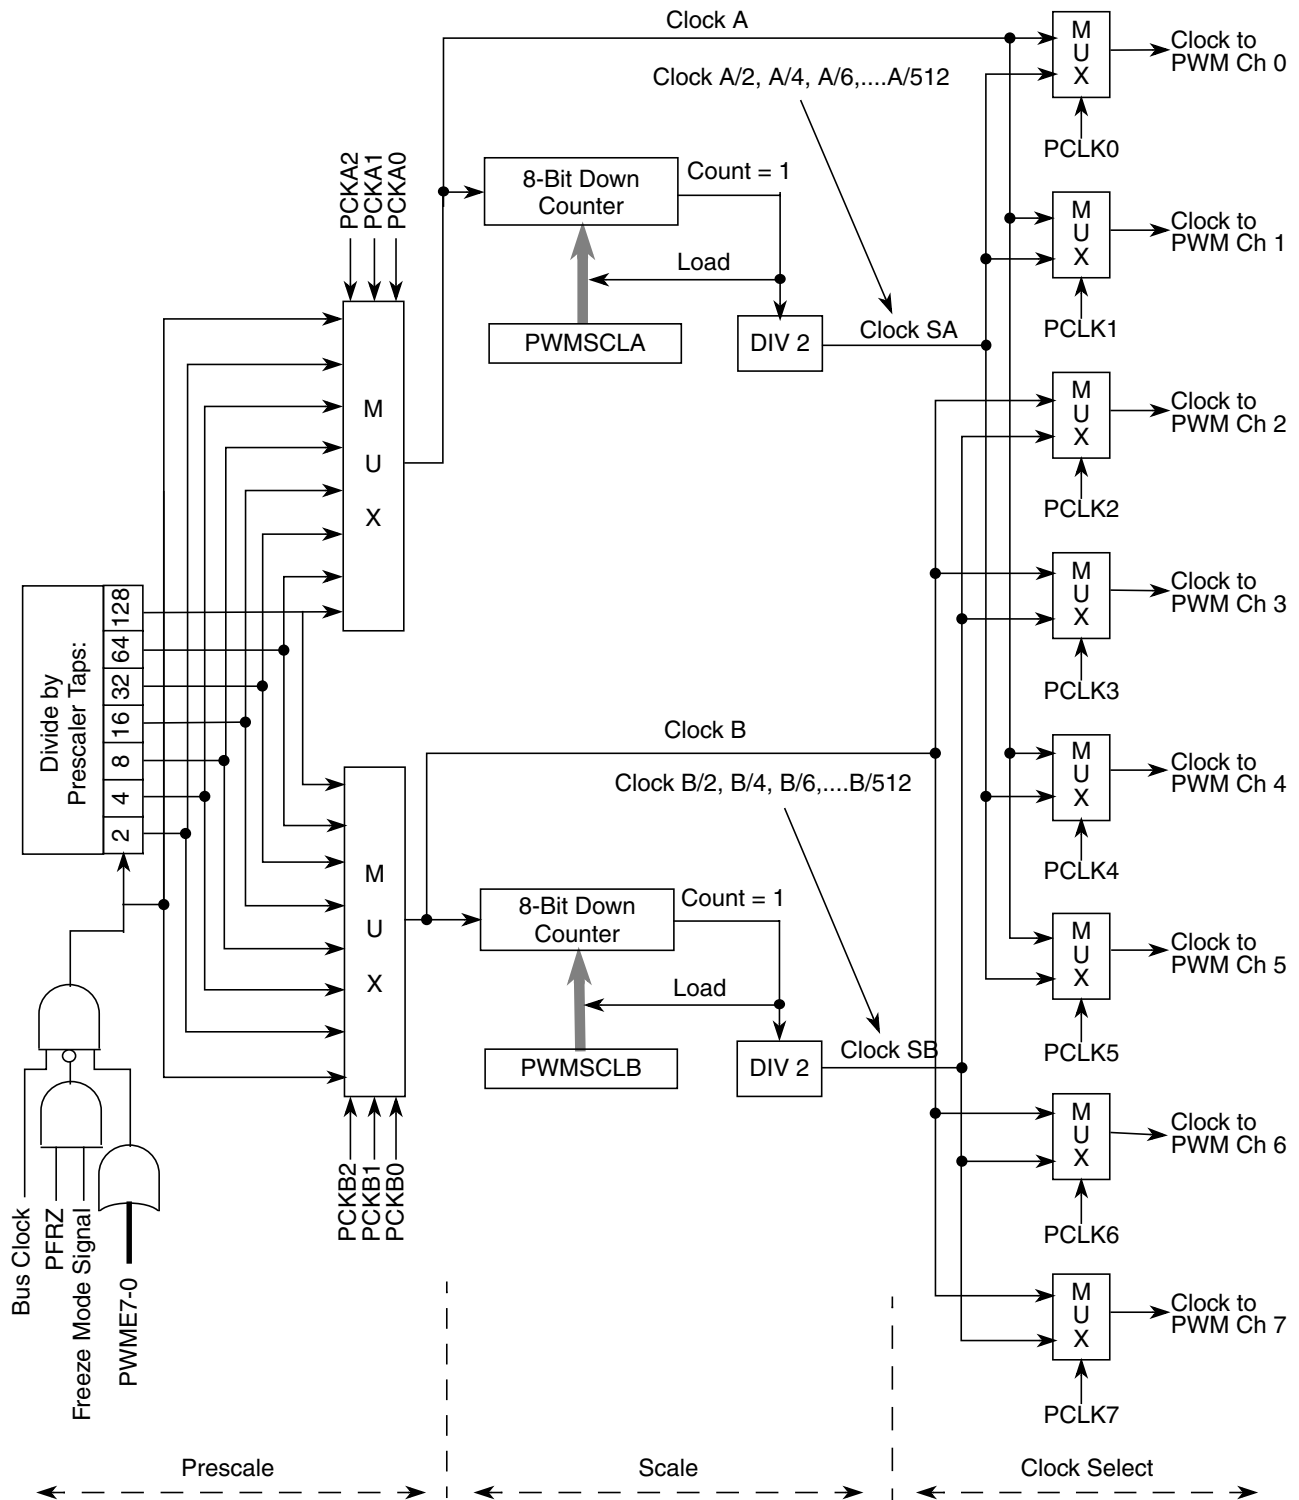 Clock A
Clock A/2, A/4, A/6,....A/512
PCKA2
PCKA1
PCKA0
8-Bit Down
Counter
Count = 1
Load
PWMSCLA
DIV 2
Clock SA
M
U
X
M
U
X
Clock to
PWM Ch 0
PCLK0
M
U
X
Clock to
PWM Ch 1
PCLK1
M
U
X
Clock to
PWM Ch 2
PCLK2
M
U
X
Clock to
PWM Ch 3
PCLK3
Divide by
Prescaler Taps:
128
64
32
16
8
4
2
Clock B
Clock B/2, B/4, B/6,....B/512
M
U
X
8-Bit Down
Counter
Count = 1
Load
PWMSCLB
DIV 2
Clock SB
PCKB2
PCKB1
PCKB0
M
U
X
Clock to
PWM Ch 4
PCLK4
M
U
X
Clock to
PWM Ch 5
PCLK5
M
U
X
Clock to
PWM Ch 6
PCLK6
M
U
X
Clock to
PWM Ch 7
PCLK7
Bus Clock
PFRZ
Freeze Mode Signal
PWME7-0
Prescale
Scale
Clock Select